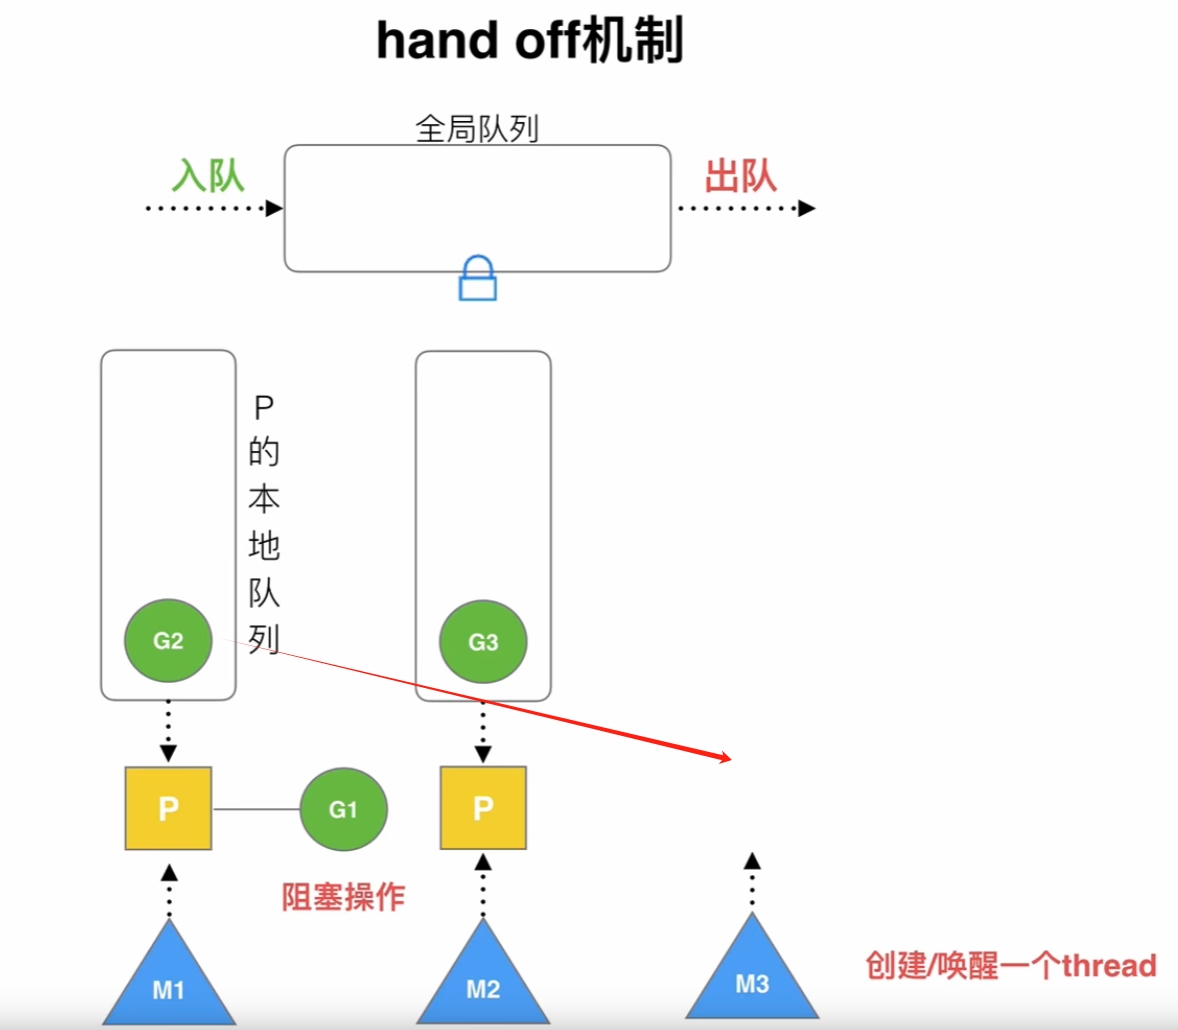 hand off机制
全局队列
入队
出队
P的本地队列
G2
G3
P
G1
P
阻塞操作
M1
M2
M3
创建/唤醒一个thread